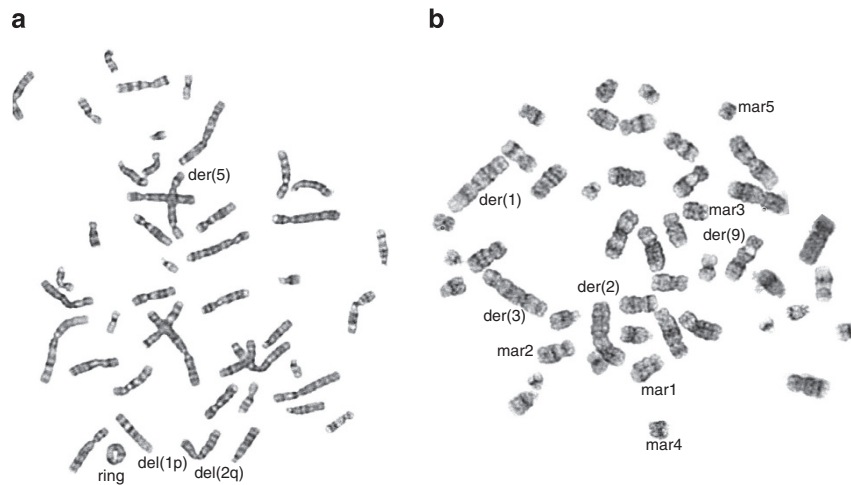 a
b
der(5)
ring
del(1p)
del(2q)
mar5
der(1)
mar3
der(9)
der(2)
der(3)
mar2
mar1
mar4